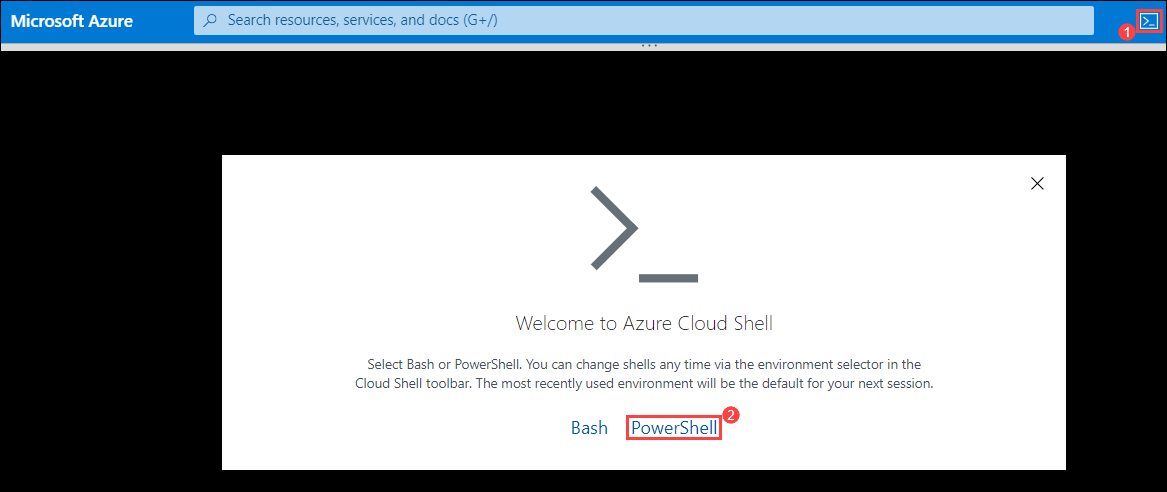 Microsoft Azure
Search resources, services, and docs (G+/)
1
Welcome to Azure Cloud Shell
Select Bash or PowerShell. You can change shells any time via the environment selector in the
Cloud Shell toolbar. The most recently used environment will be the default for your next session.
Bash
PowerShell
2